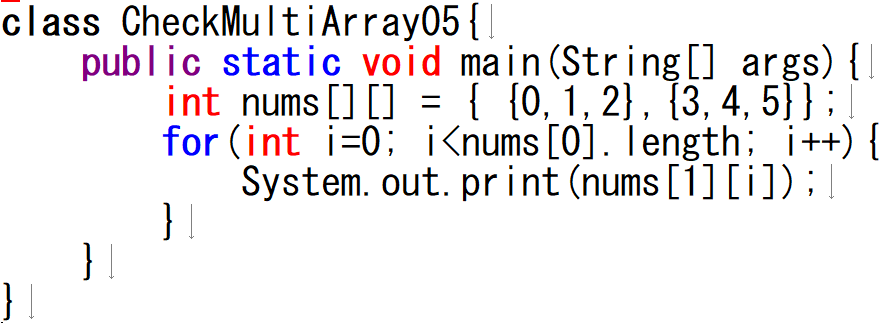 class CheckMultiArray05{
    public static void main(String[] args){
        int nums[][] = { {0,1,2},{3,4,5}};
        for(int i=0; i<nums[0].length; i++){
            System.out.print(nums[1][i]);
        }
    }
}